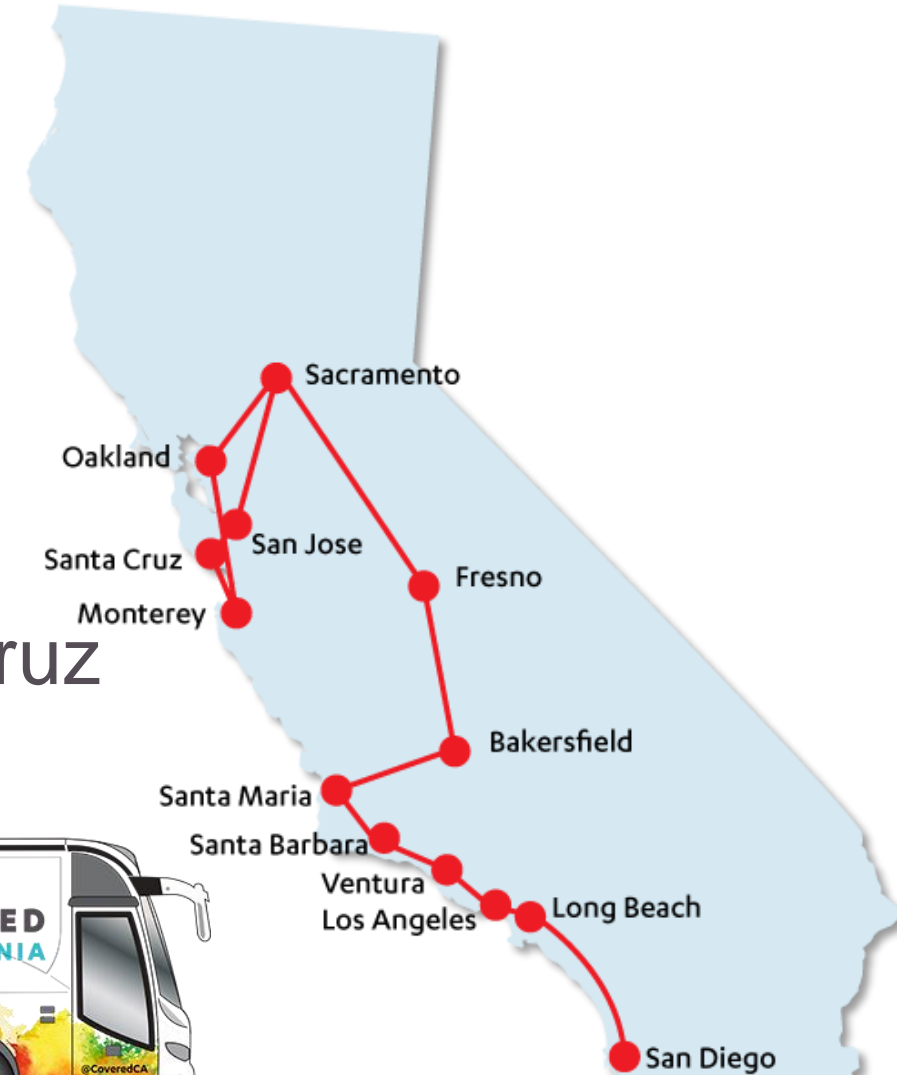 Sacramento
Oakland
San Jose
Santa Cruz
Fresno
Monterey
ruz
Bakersfield
Santa Maria
Santa Barbara
Ventura
Los Angeles
Long Beach
ED
NIA
San Diego
@CoveredCA